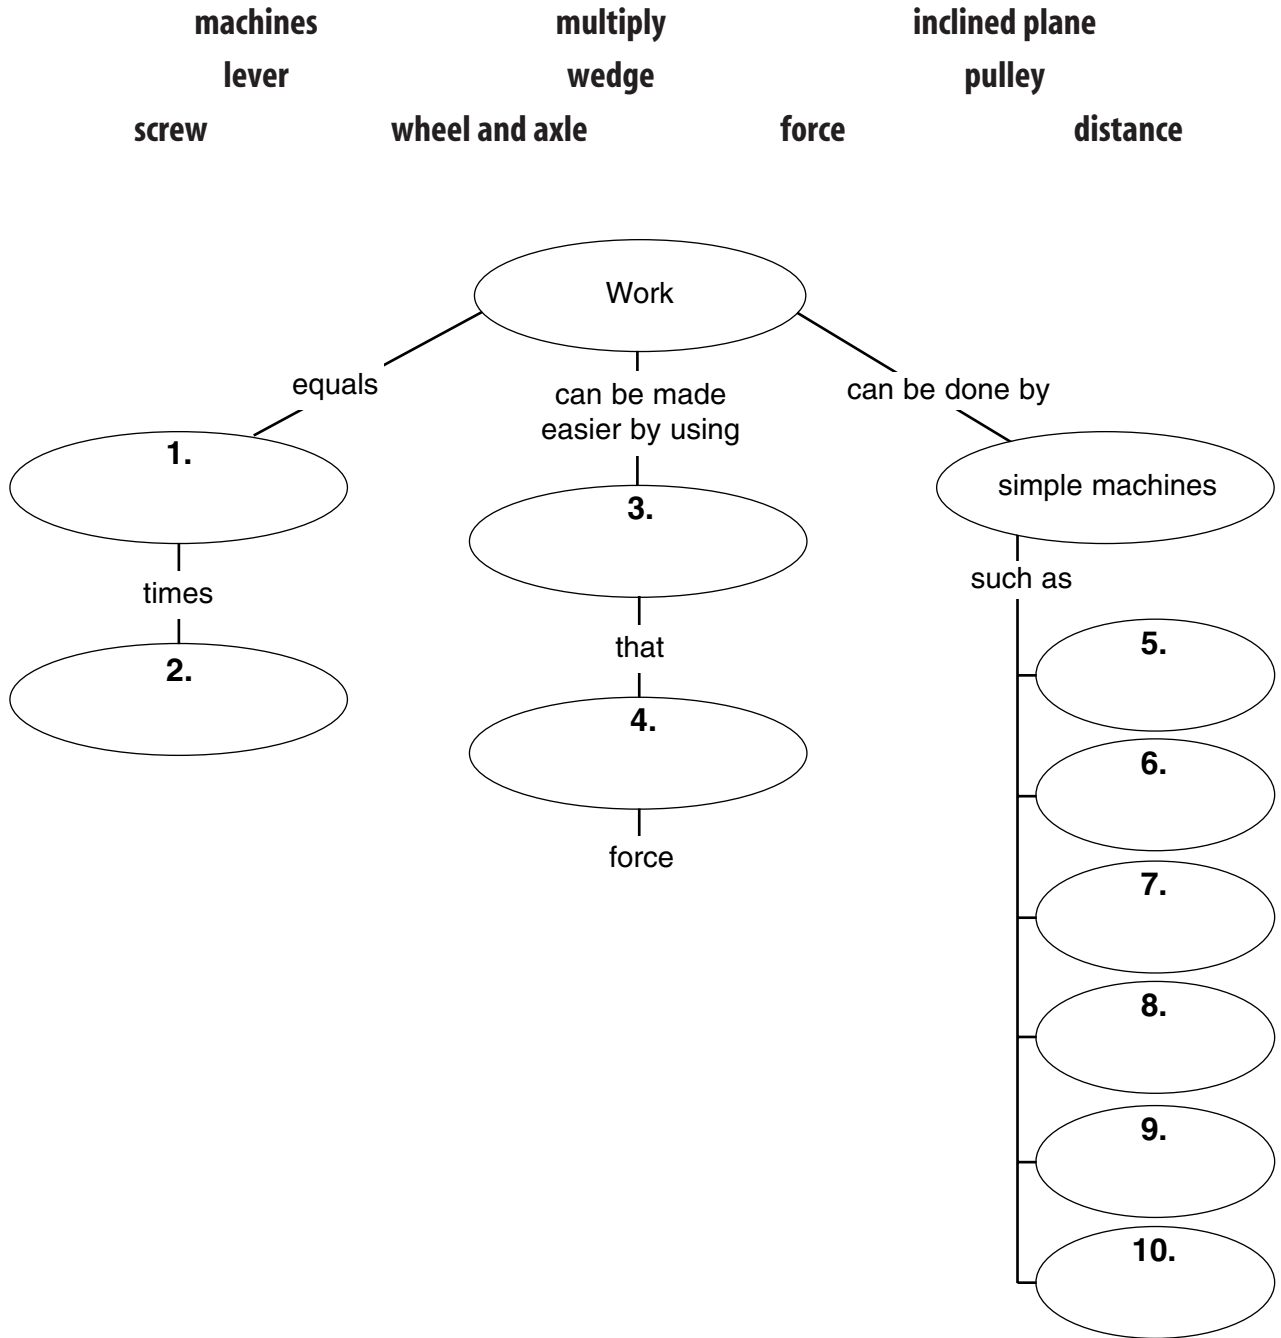 machines multiply inclined plane
lever wedge pulley
screw wheel and axle force distance
Work
equals
can be made
easier by using
can be done by
1.
times
2.
3.
that
4.
force
simple machines
such as
5.
6.
7.
8.
9.
10.